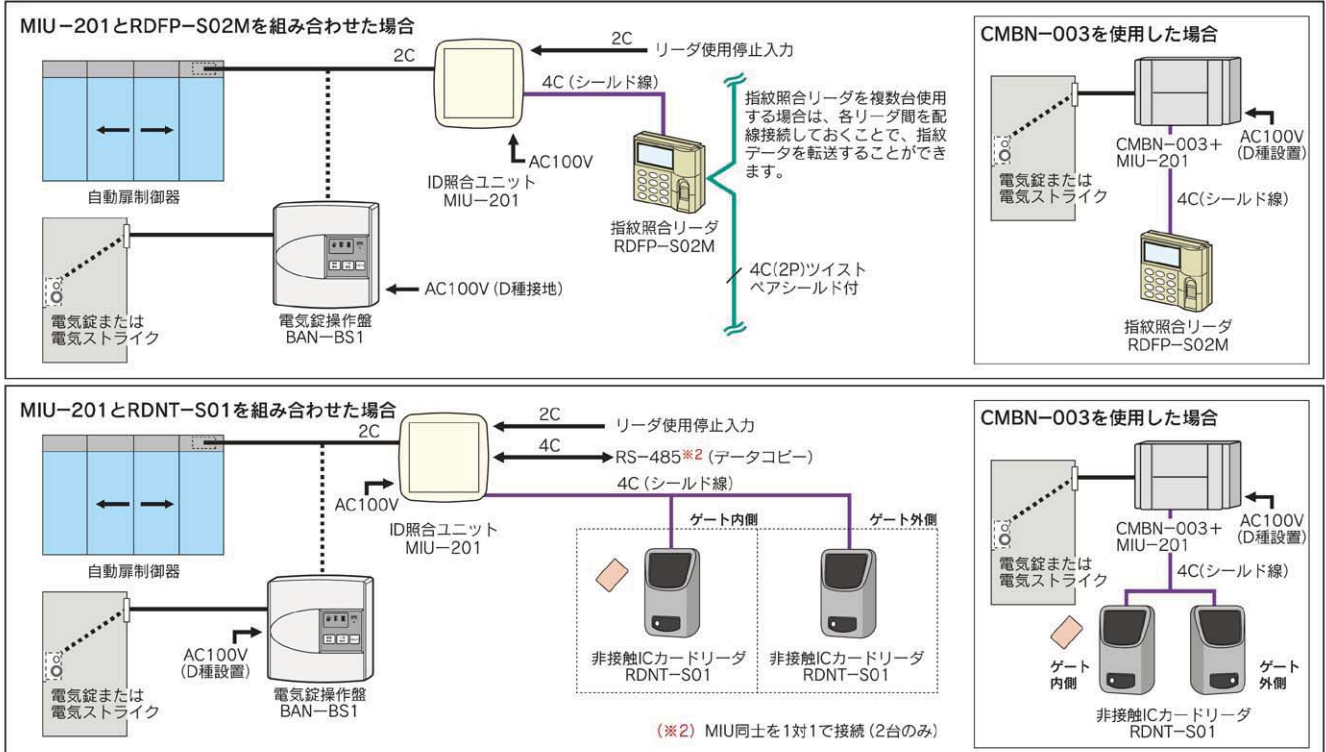 MIU−201とRDFP−S02Mを組み合わせた場合
2C
2C
リーダ使用停止入力
4C（シールド線）
AC100V
ID照合ユニット
MIU−201
自動扉制御器
指紋照合リーダを複数台使用
する場合は、各リーダ間を配
線接続しておくことで、指紋
データを転送することができ
ます。
指紋照合リーダ
RDFP−S02M
4C(2P)ツイスト
ペアシールド付
AC100V（D種接地）
電気錠または
電気ストライク
電気錠操作盤
BAN−BS1
CMBN−003を使用した場合
AC100V
(D種設置)
CMBN−003+
MIU−201
電気錠または
電気ストライク
4C(シールド線)
指紋照合リーダ
RDFP−S02M
MIU−201とRDNT−S01を組み合わせた場合
2C
2C
リーダ使用停止入力
4C
RS−485※2（データコピー）
4C（シールド線）
AC100V
ID照合ユニット
MIU−201
自動扉制御器
ゲート内側
ゲート外側
非接触ICカードリーダ
RDNT−S01
非接触ICカードリーダ
RDNT−S01
AC100V
(D種設置)
電気錠または
電気ストライク
電気錠操作盤
BAN−BS1
（※2）MIU同士を1対1で接続（2台のみ）
CMBN−003を使用した場合
AC100V
(D種設置)
CMBN−003+
MIU−201
電気錠または
電気ストライク
4C(シールド線)
ゲート
内側
ゲート
外側
非接触ICカードリーダ
RDNT−S01